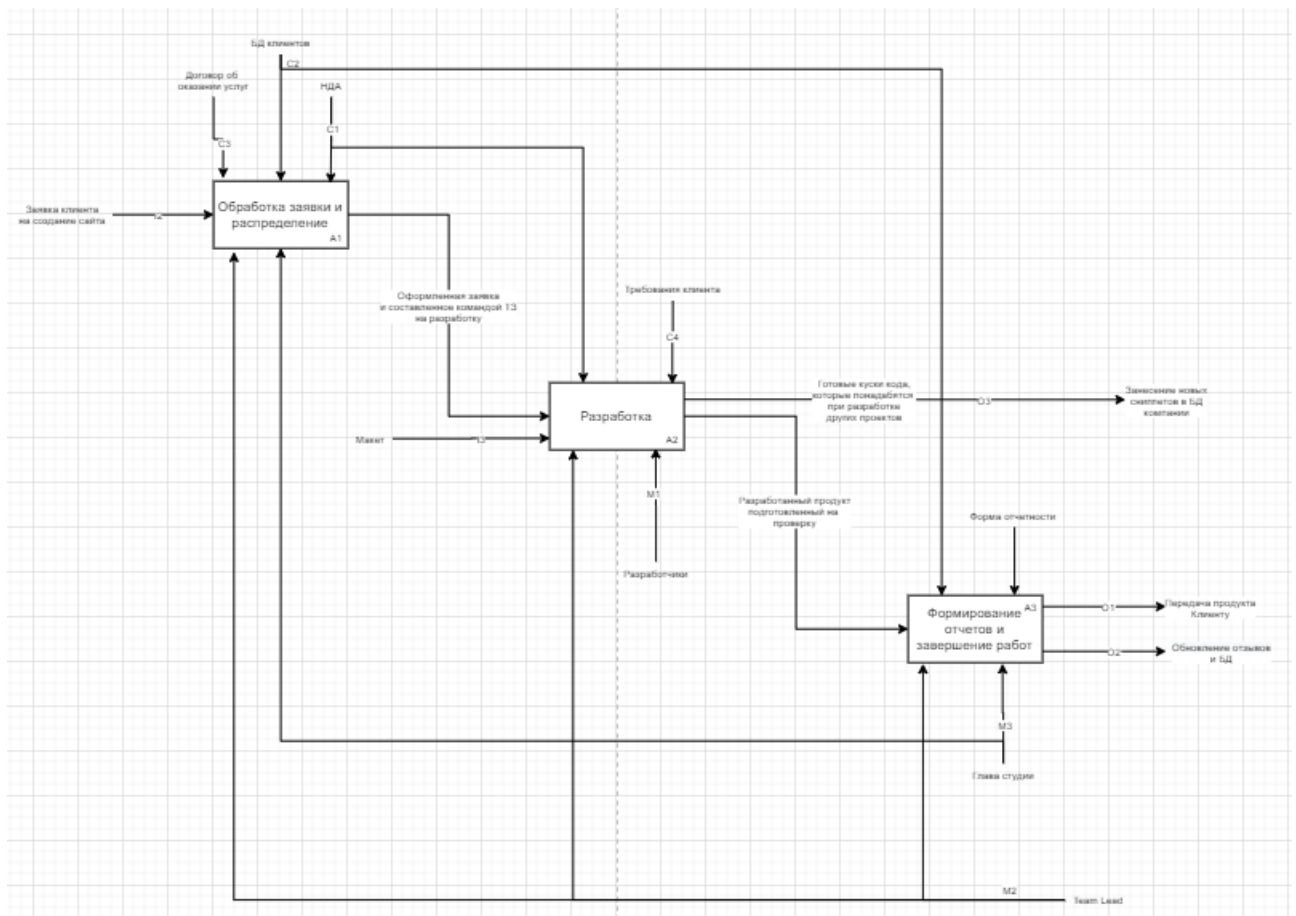 БД клиентов
C2
Договор об
оказании услуг
НДА
C1
C3
Заявка клиента
на создание сайта
I2
Обработка заявки и
распределение
A1
Оформленная заявка
и составленное командой ТЗ
на разработку
Требования клиента
C4
Готовые куски кода,
которые понадобятся
при разработке
других проектов
O3
Занесение новых
сниппетов в БД
компании
Разработка
A2
Макет
I3
M1
Разработанный продукт
подготовленный на
проверку
Форма отчетности
Разработчики
Формирование
отчетов и
завершение работ
A3
O1
Передача продукта
Клиенту
O2
Обновление отзывов
и БД
M3
Глава студии
M2
Team Lead